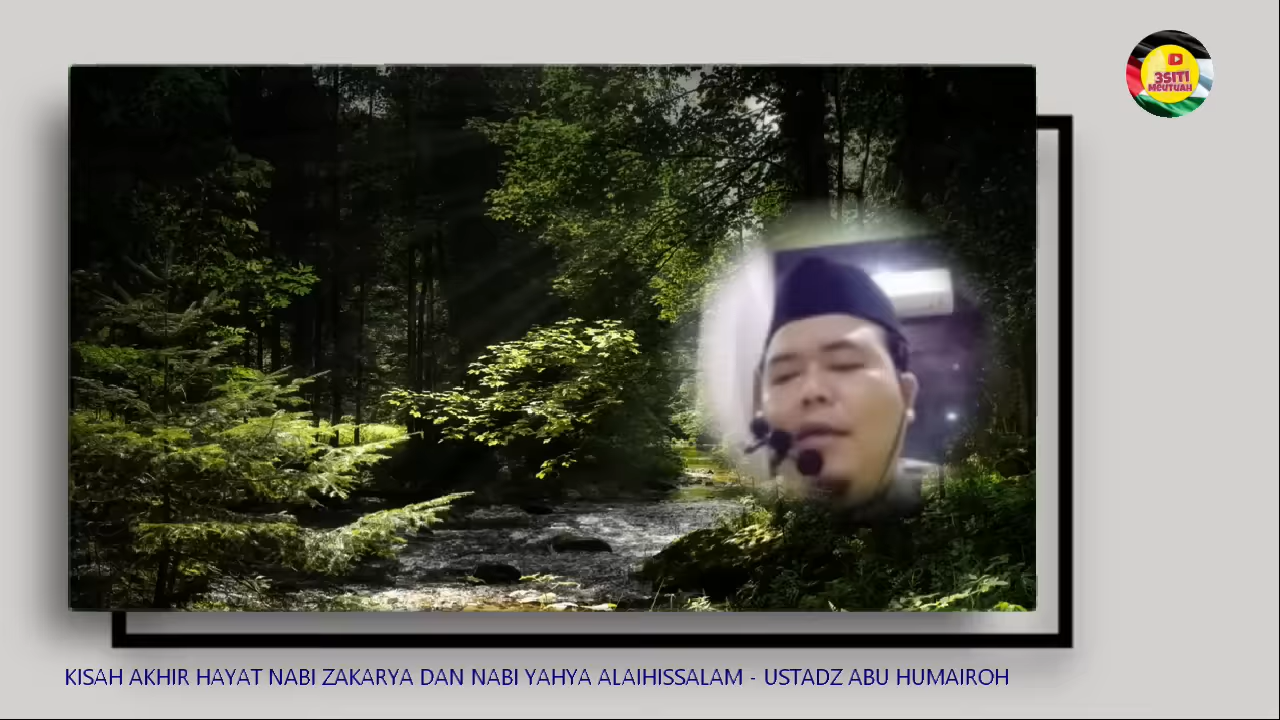 3SITI
MEUTUAH
KISAH AKHIR HAYAT NABI ZAKARYA DAN NABI YAHYA ALAIHISSALAM - USTADZ ABU HUMAIROH